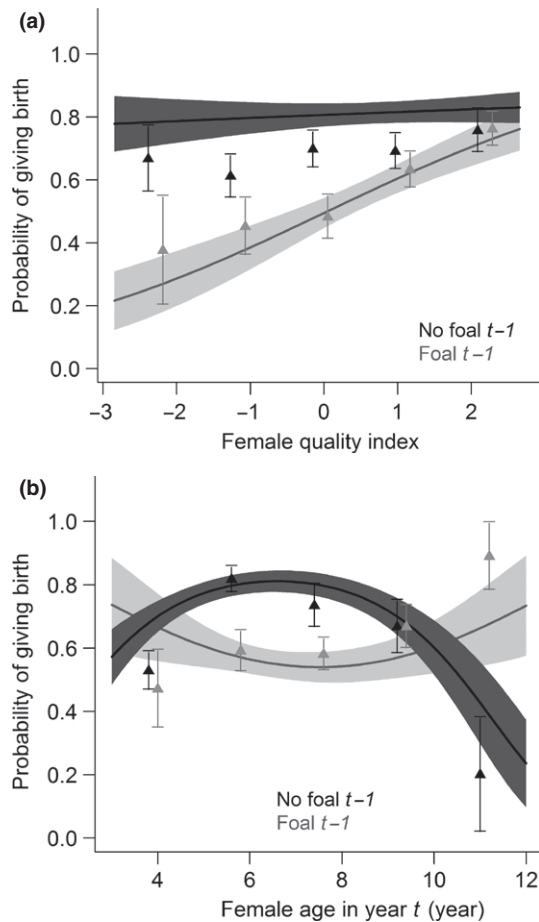 (a)
1.0
0.8
0.6
0.4
0.2
0.0
Probability of giving birth
No foal t−1
Foal t−1
−3 −2 −1 0 1 2
Female quality index
(b)
1.0
0.8
0.6
0.4
0.2
0.0
Probability of giving birth
No foal t−1
Foal t−1
4 6 8 10 12
Female age in year t (year)